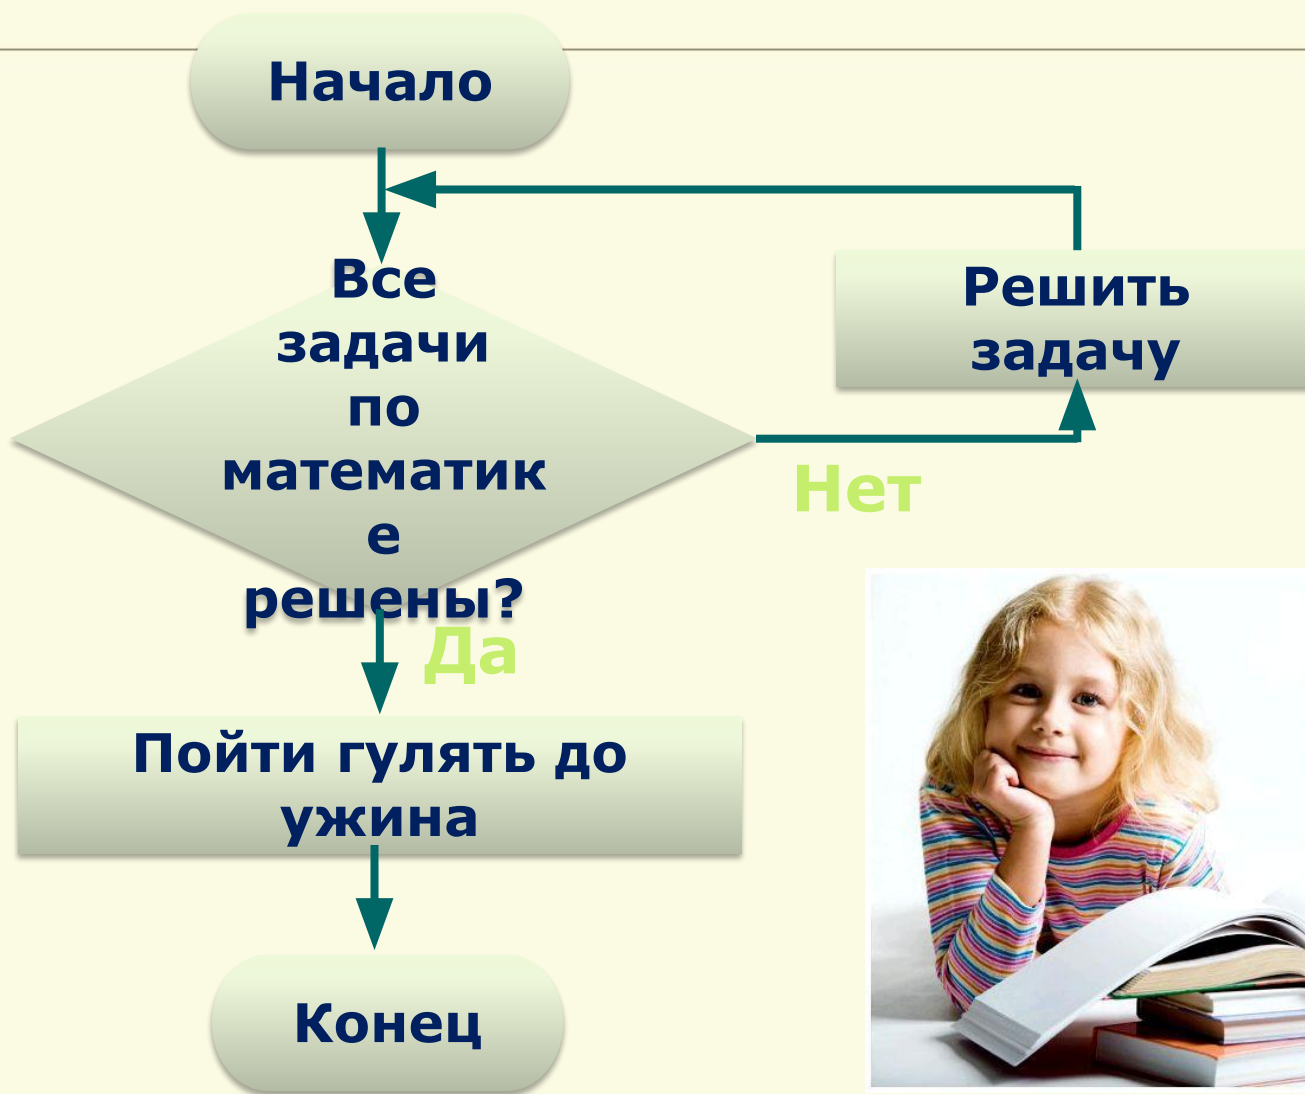 Начало
Все
задачи
по
математик
е
решены?
Решить
задачу
Нет
Да
Пойти гулять до
ужина
Конец